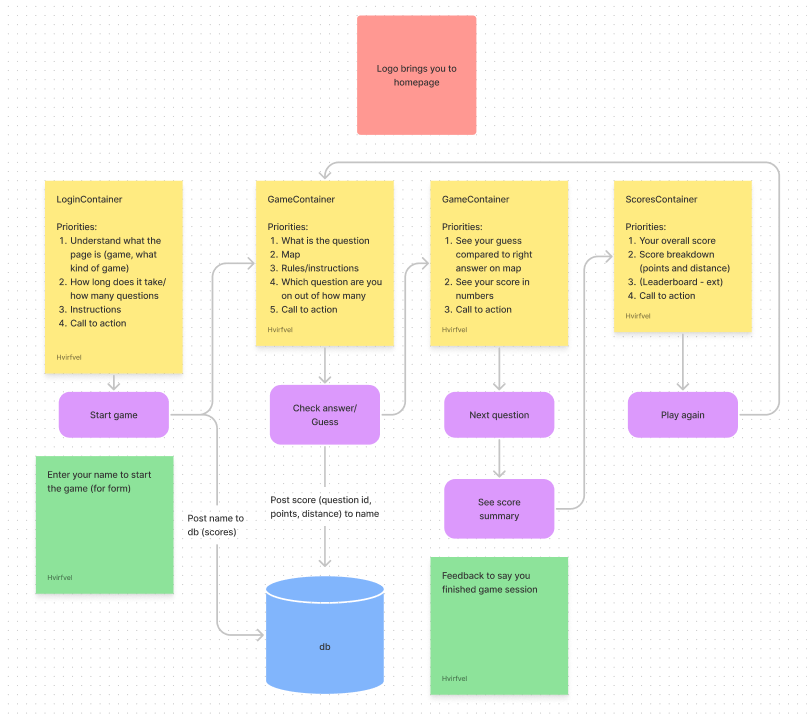 Logo brings you to
homepage
LoginContainer
Priorities:
1. Understand what the
page is (game, what
kind of game)
2. How long does it take/
how many questions
3. Instructions
4. Call to action
Hvirfvel
GameContainer
Priorities:
1. What is the question
2. Map
3. Rules/instructions
4. Which question are you
on out of how many
5. Call to action
Hvirfvel
GameContainer
Priorities:
1. See your guess
compared to right
answer on map
2. See your score in
numbers
3. Call to action
Hvirfvel
ScoresContainer
Priorities:
1. Your overall score
2. Score breakdown
(points and distance)
3. (Leaderboard - ext)
4. Call to action
Hvirfvel
Start game
Check answer/
Guess
Next question
Play again
See score
summary
Enter your name to start
the game (for form)
Hvirfvel
Post name to
db (scores)
Post score (question id,
points, distance) to name
db
Feedback to say you
finished game session
Hvirfvel